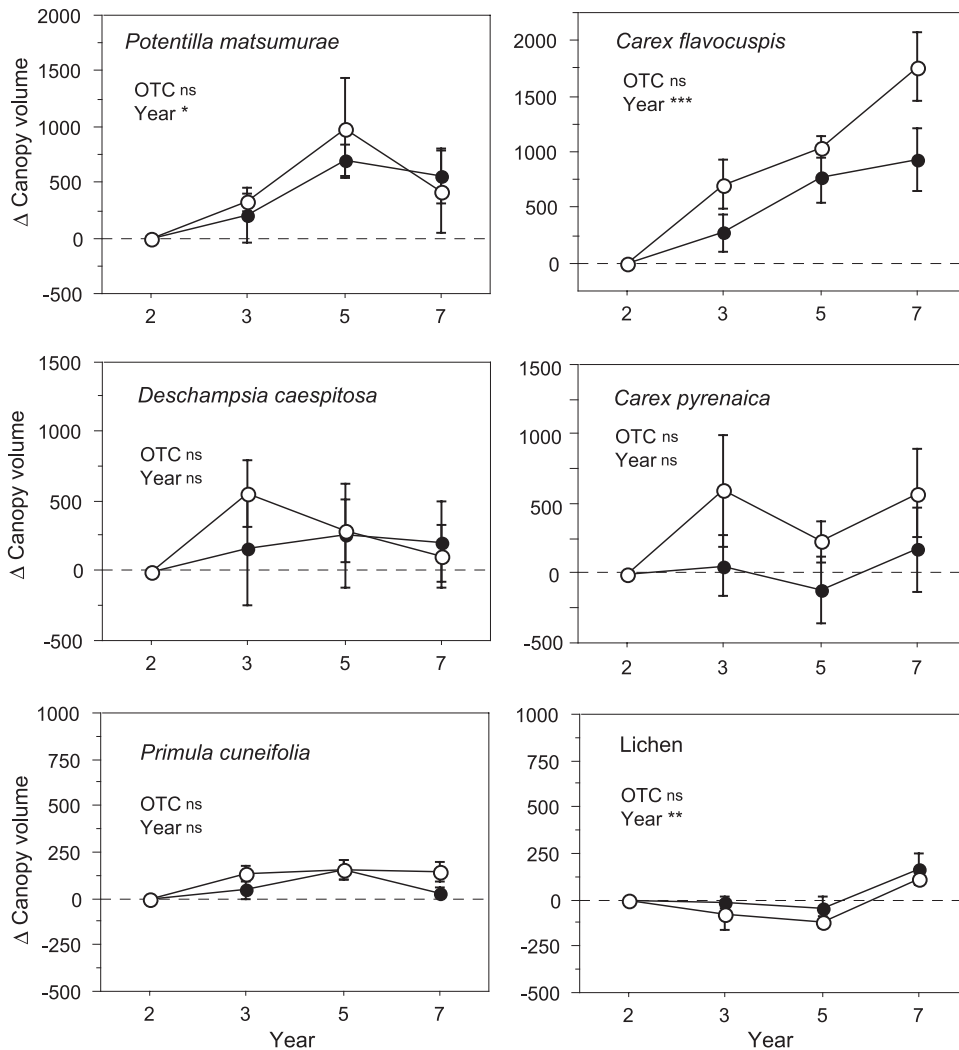 Δ Canopy volume
2000
1500
1000
500
0
-500
Potentilla matsumurae
OTC ns
Year *
2 3 5 7
2000
1500
1000
500
0
Carex flavocuspis
OTC ns
Year ***
2 3 5 7
Δ Canopy volume
1500
1000
500
0
-500
Deschampsia caespitosa
OTC ns
Year ns
2 3 5 7
1500
1000
500
0
-500
Carex pyrenaica
OTC ns
Year ns
2 3 5 7
Δ Canopy volume
1000
750
500
250
0
-250
-500
Primula cuneifolia
OTC ns
Year ns
2 3 5 7
Year
1000
750
500
250
0
-250
-500
Lichen
OTC ns
Year **
2 3 5 7
Year